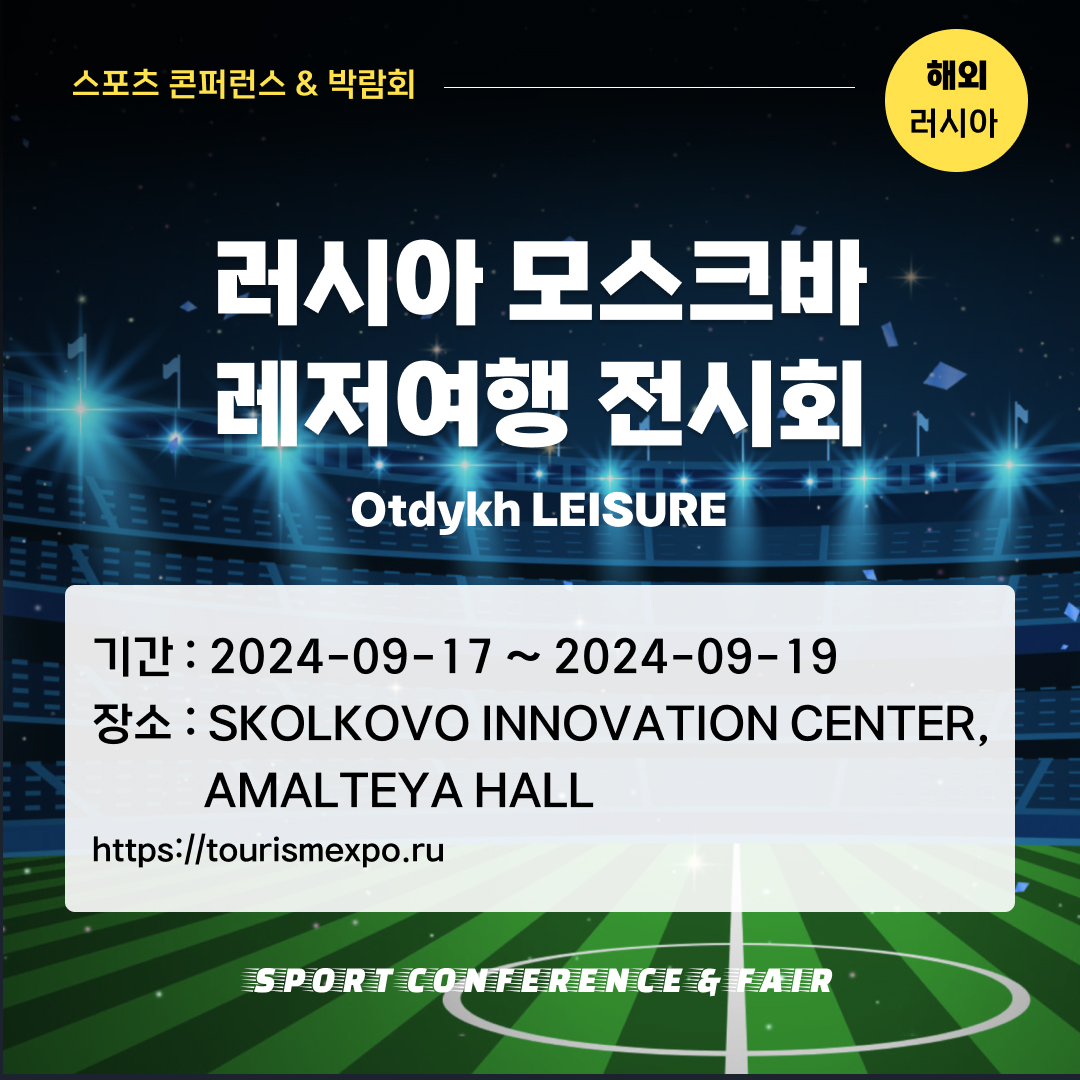 스포츠 콘퍼런스 & 박람회
해외
러시아
러시아 모스크바
레저여행 전시회
Otdykh LEISURE
기간 : 2024-09-17 ~ 2024-09-19
장소 : SKOLKOVO INNOVATION CENTER,
AMALTEYA HALL
https://tourismexpo.ru
SPORT CONFERENCE & FAIR